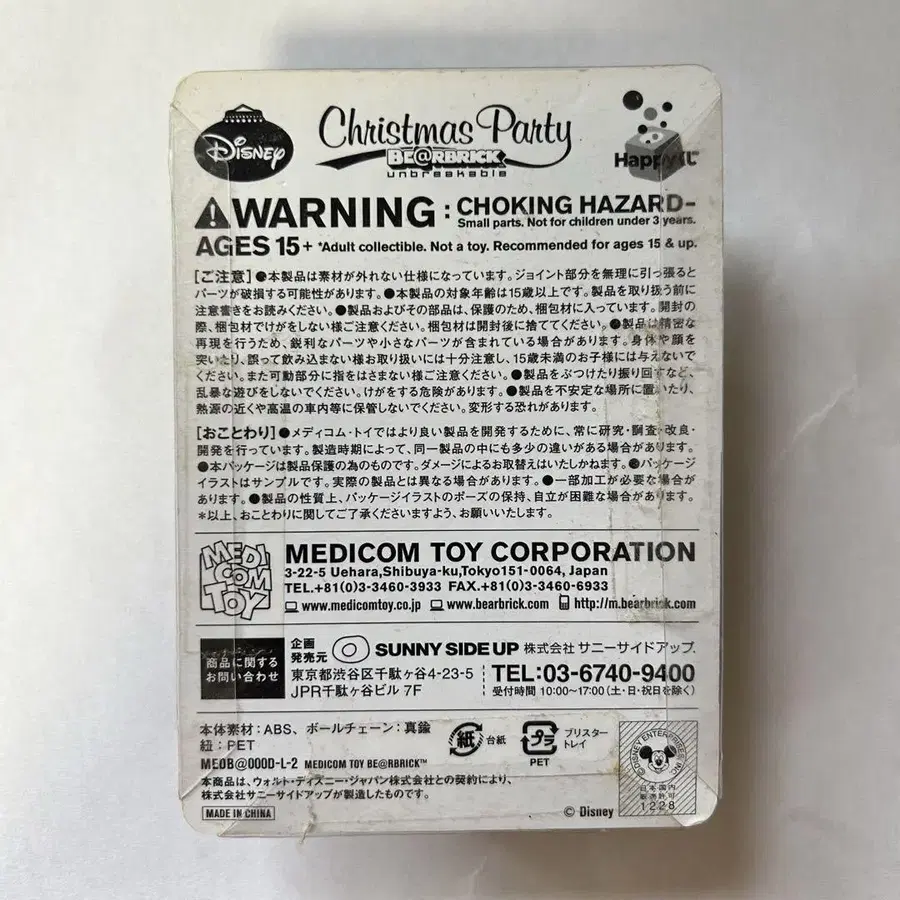 Disney
Christmas Party
BE@RBRICK
unbreakable
Happyくじ
WARNING : CHOKING HAZARD-
Small parts. Not for children under 3 years.
AGES 15+ *Adult collectible. Not a toy. Recommended for ages 15 & up.
[ご注意]●本製品は素材が外れない仕様になっています。ジョイント部分を無理に引っ張ると
パーツが破損する可能性があります。●本製品の対象年齢は15歳以上です。製品を取り扱う前に
注意書きをお読みください。●製品およびその部品は、保護のため、梱包材に入っています。開封の
際、梱包材でけがをしない様ご注意ください。梱包材は開封後に捨ててください。●製品は精密な
再現を行うため、鋭利なパーツや小さなパーツが含まれている場合があります。身体や顔を
突いたり、誤って飲み込まない様お取り扱いには十分注意し、15歳未満のお子様には与えないで
ください。また可動部分に指をはさまない様ご注意ください。●製品をぶつけたり振り回すなど、
乱暴な遊びをしないでください。けがをする危険があります。●製品を不安定な場所に置いたり、
熱源の近くや高温の車内等に保管しないでください。変形する恐れがあります。
[おことわり]●メディコム・トイではより良い製品を開発するために、常に研究・調査・改良・
開発を行っています。製造時期によって、同一製品の中にも多少の違いがある場合があります。
●本パッケージは製品保護の為のものです。ダメージによるお取替えはいたしかねます。●パッケージ
イラストはサンプルです。実際の製品とは異なる場合があります。●一部加工が必要な場合が
あります。●製品の性質上、パッケージイラストのポーズの保持、自立が困難な場合があります。
*以上、おことわりに関してご了承くださいますよう、お願いいたします。
MEDI COM TOY
MEDICOM TOY CORPORATION
3-22-5 Uehara,Shibuya-ku,Tokyo151-0064, Japan
TEL.+81(0)3-3460-3933 FAX.+81(0)3-3460-6933
www.medicomtoy.co.jp www.bearbrick.com http://m.bearbrick.com
商品に関する
お問い合わせ
企画
発売元
SUNNY SIDE UP 株式会社 サニーサイドアップ.
東京都渋谷区千駄ヶ谷4-23-5
JPR千駄ヶ谷ビル 7F
TEL:03-6740-9400
受付時間 10:00〜17:00(土・日・祝日を除く)
本体素材:ABS、ボールチェーン:真鍮
紐:PET
紙 台紙
プラ
PET
ブリスター
トレイ
ME0B@000D-L-2 MEDICOM TOY BE@RBRICK™
本商品は、ウォルト・ディズニー・ジャパン株式会社との契約により、
株式会社サニーサイドアップが製造したものです。
MADE IN CHINA
© Disney
©DISNEY ENTERPRISES, INC.
日本国内
販売許可
1228